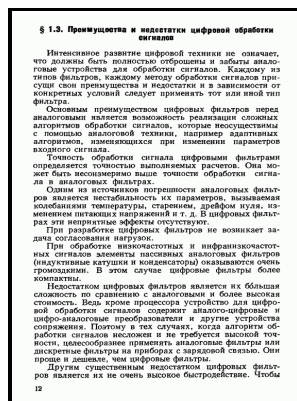 § 1.3. Преимущества и недостатки цифровой обработки
сигналов
Интенсивное развитие цифровой техники не означает,
что должны быть полностью отброшены и забыты анало-
говые устройства для обработки сигналов. Каждому из
типов фильтров, каждому методу обработки сигналов при-
сущи свои преимущества и недостатки и в зависимости от
конкретных условий следует применять тот или иной тип
фильтра.
Основным преимуществом цифровых фильтров перед
аналоговыми является возможность реализации сложных
алгоритмов обработки сигналов, которые неосуществимы
с помощью аналоговой техники, например адаптивных
алгоритмов, изменяющихся при изменении параметров
входного сигнала.
Точность обработки сигнала цифровыми фильтрами
определяется точностью выполняемых расчетов. Она мо-
жет быть несоизмеримо выше точности обработки сигна-
ла в аналоговых фильтрах.
Одним из источников погрешности аналоговых фильт-
ров является нестабильность их параметров, вызываемая
колебаниями температуры, старением, дрейфом нуля, из-
менением питающих напряжений и т. д. В цифровых фильт-
рах эти неприятные эффекты отсутствуют.
При разработке цифровых фильтров не возникает за-
дача согласования нагрузок.
При обработке низкочастотных и инфранизкочастот-
ных сигналов элементы пассивных аналоговых фильтров
(индуктивные катушки и конденсаторы) оказываются очень
громоздкими. В этом случае цифровые фильтры более
компактны.
Недостатком цифровых фильтров является их бо́льшая
сложность по сравнению с аналоговыми и более высокая
стоимость. Ведь кроме процессора устройство для цифро-
вой обработки сигналов содержит аналого-цифровые и
цифро-аналоговые преобразователи и другие устройства
сопряжения. Поэтому в тех случаях, когда алгоритм об-
работки сигналов несложен и не требуется высокой точ-
ности, целесообразнее применять аналоговые фильтры или
дискретные фильтры на приборах с зарядовой связью. Они
проще и дешевле, чем цифровые фильтры.
Другим существенным недостатком цифровых фильт-
ров является их не очень высокое быстродействие. Чтобы
12